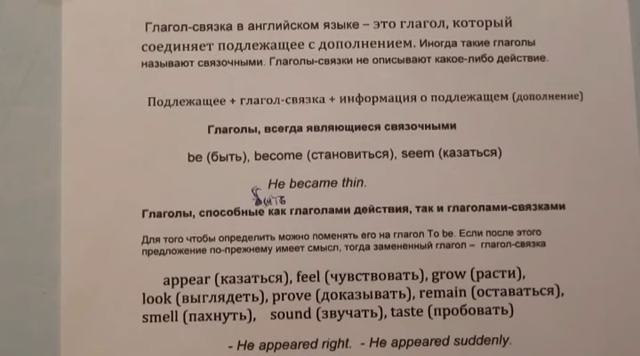 Глагол-связка в английском языке – это глагол, который
соединяет подлежащее с дополнением. Иногда такие глаголы
называют связочными. Глаголы-связки не описывают какое-либо действие.
Подлежащее + глагол-связка + информация о подлежащем (дополнение)
Глаголы, всегда являющиеся связочными
be (быть), become (становиться), seem (казаться)
He became thin.
быть
Глаголы, способные как глаголами действия, так и глаголами-связками
Для того чтобы определить можно поменять его на глагол To be. Если после этого
предложение по-прежнему имеет смысл, тогда замененный глагол – глагол-связка
appear (казаться), feel (чувствовать), grow (расти),
look (выглядеть), prove (доказывать), remain (оставаться),
smell (пахнуть), sound (звучать), taste (пробовать)
- He appeared right. - He appeared suddenly.